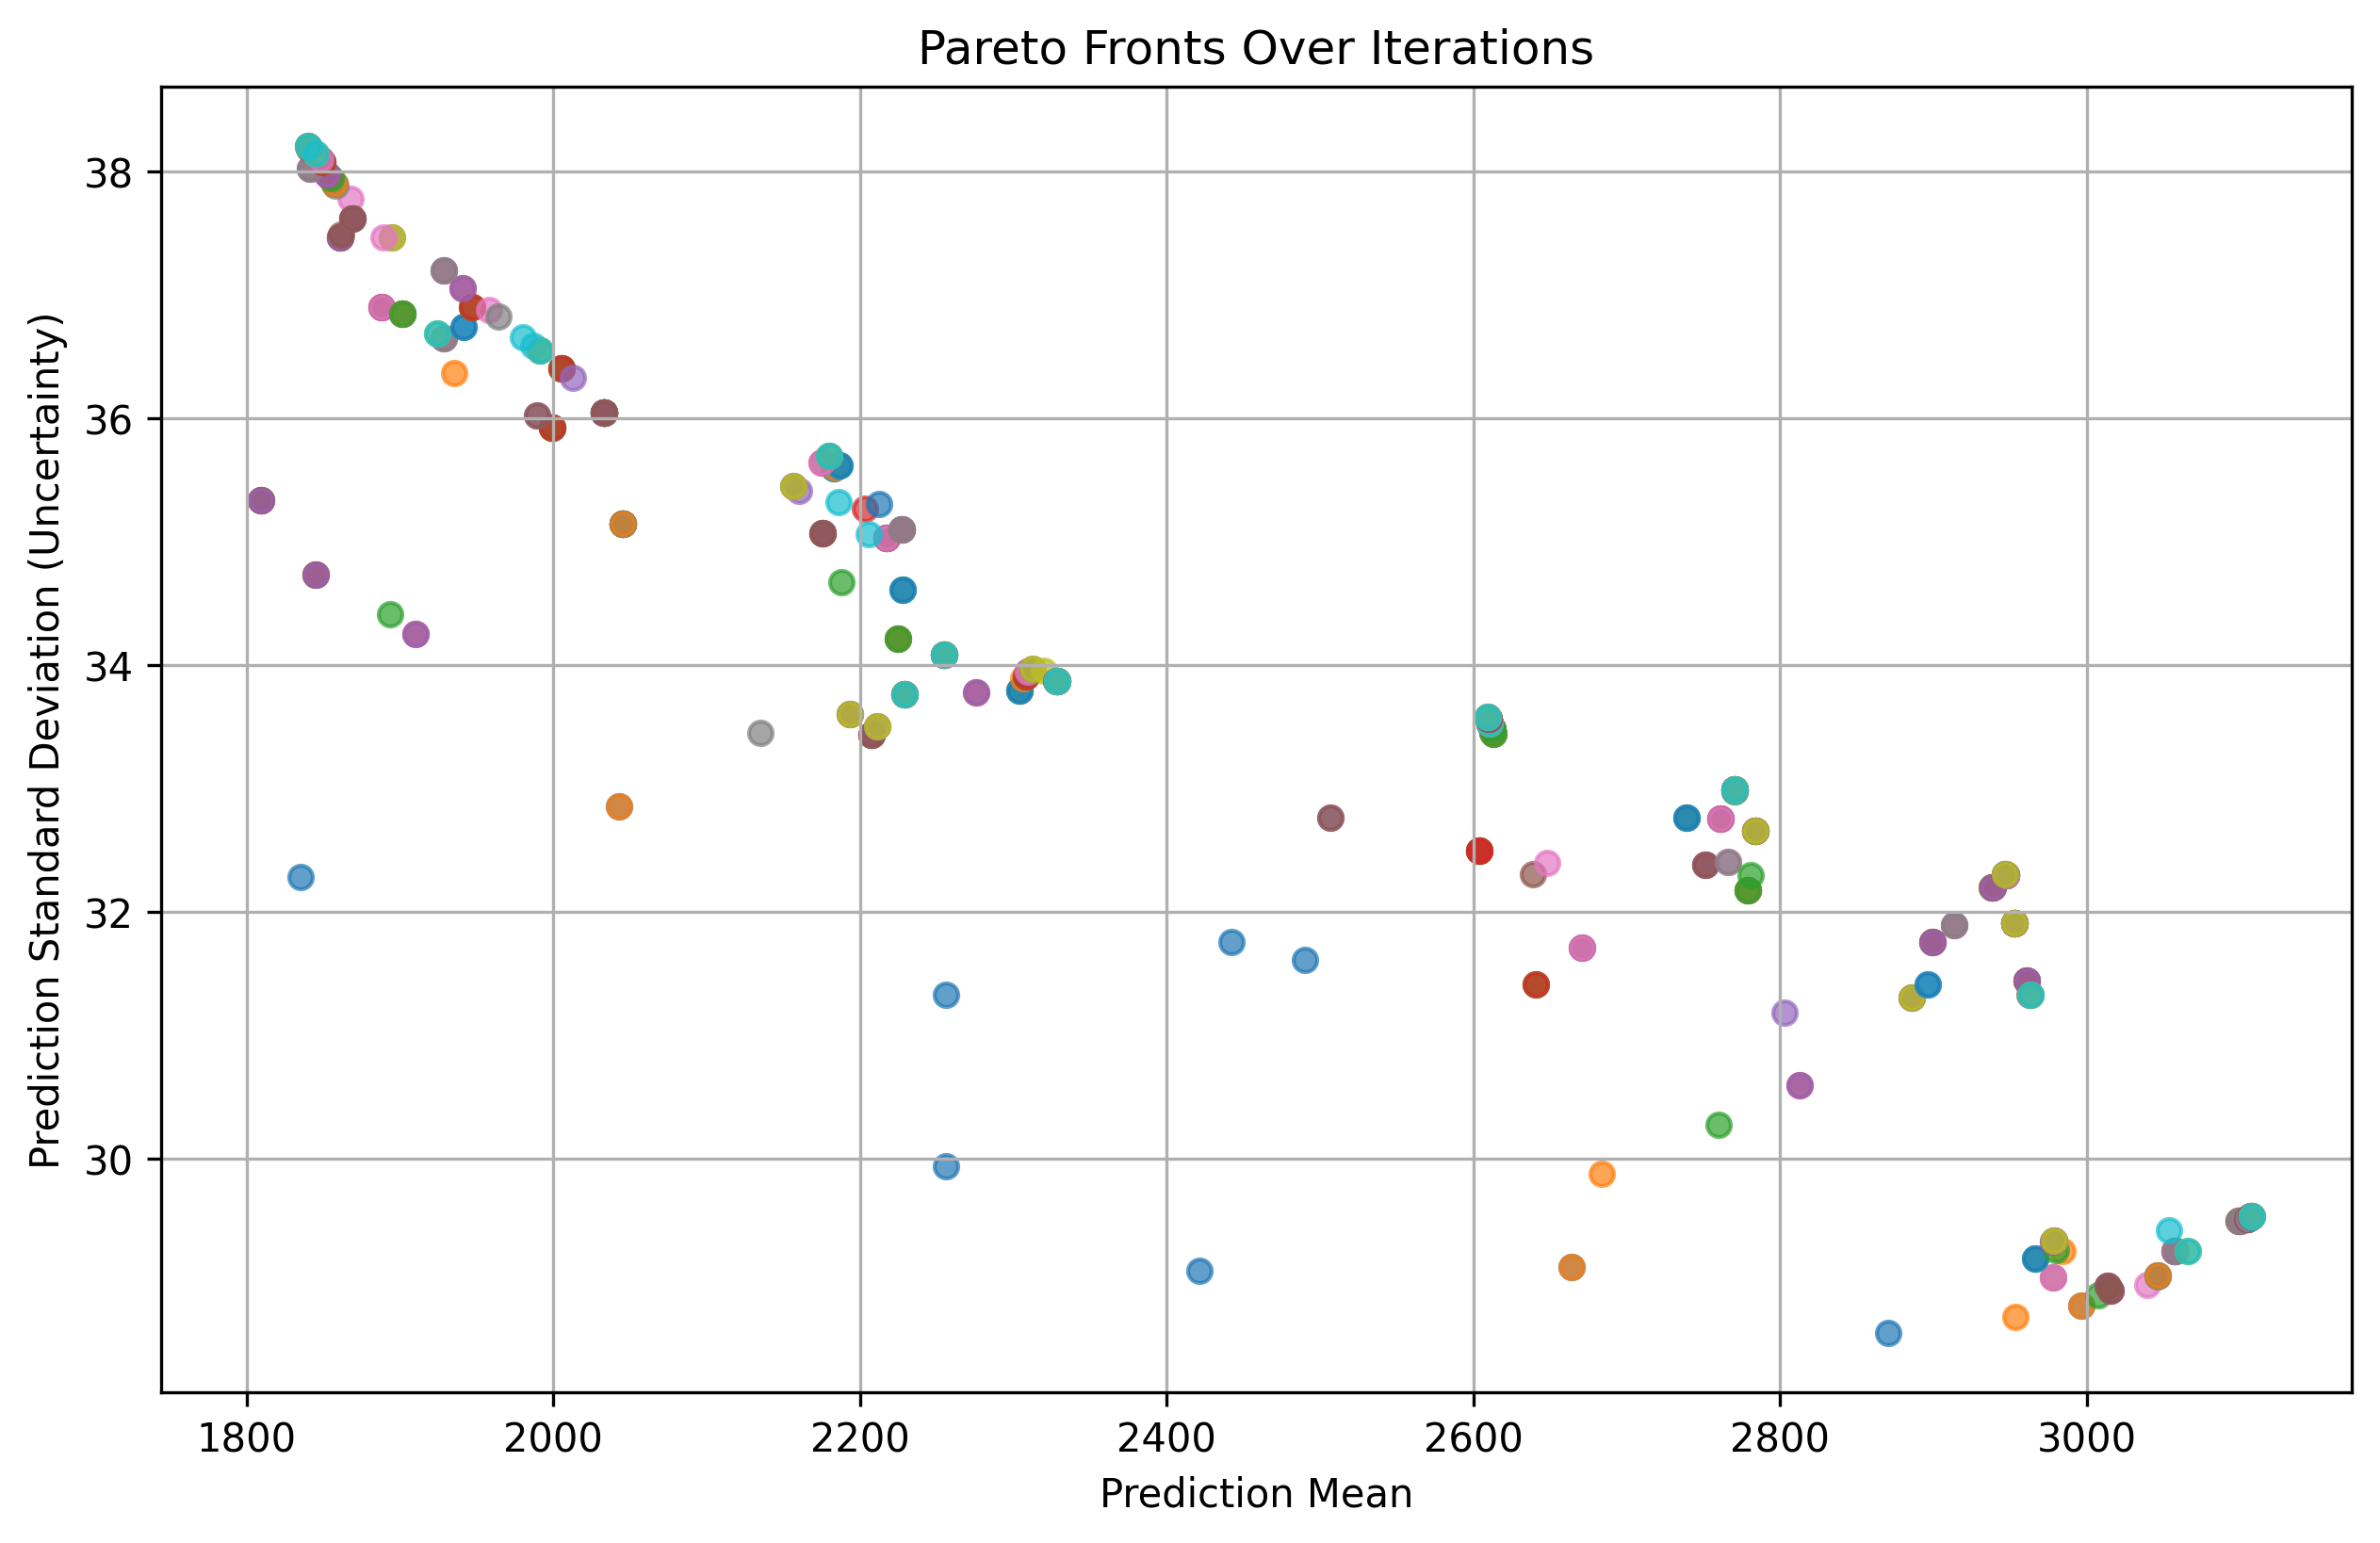 Pareto Fronts Over Iterations
Prediction Standard Deviation (Uncertainty)
38
36
34
32
30
1800 2000 2200 2400 2600 2800 3000
Prediction Mean